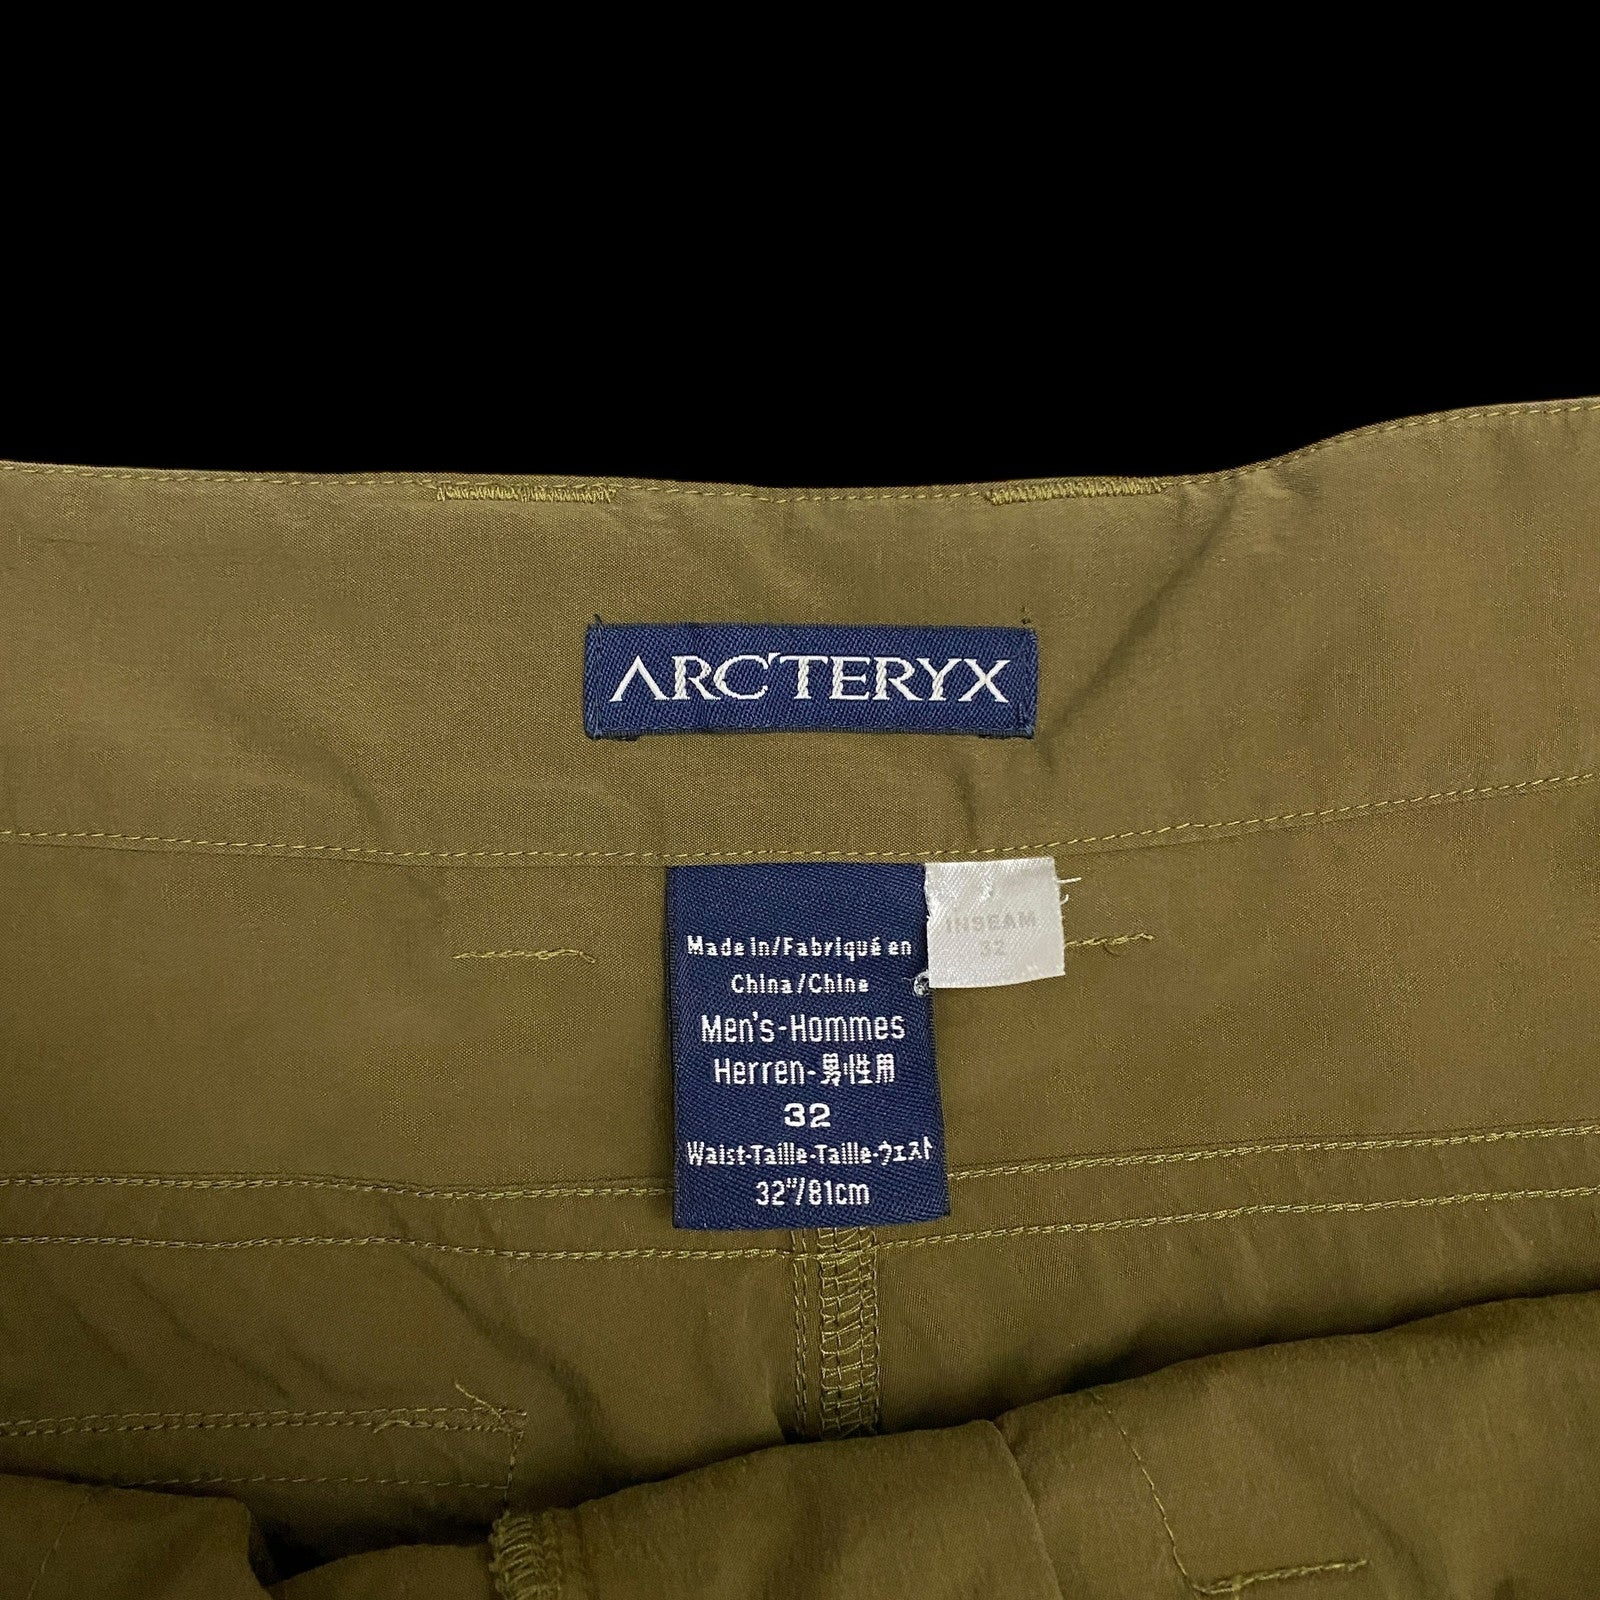 ARC'TERYX
Made in/Fabriqué en
China/Chine
Men's-Hommes
Herren-男性用
32
Waist-Taille-Taille-ウェスト
32"/81cm
INSEAM
32